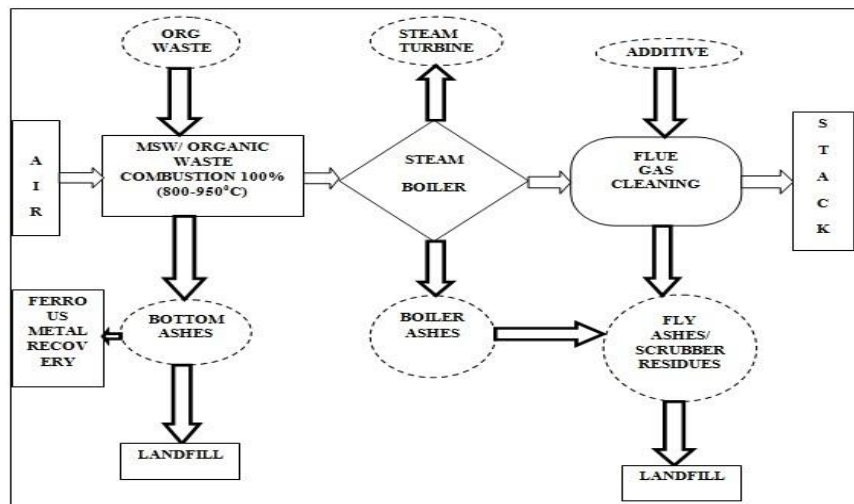 ORG
WASTE
STEAM
TURBINE
ADDITIVE
A
I
R
MSW/ ORGANIC
WASTE
COMBUSTION 100%
(800-950⁰C)
STEAM
BOILER
FLUE
GAS
CLEANING
S
T
A
C
K
FERRO
US
METAL
RECOV
ERY
BOTTOM
ASHES
BOILER
ASHES
FLY
ASHES/
SCRUBBER
RESIDUES
LANDFILL
LANDFILL